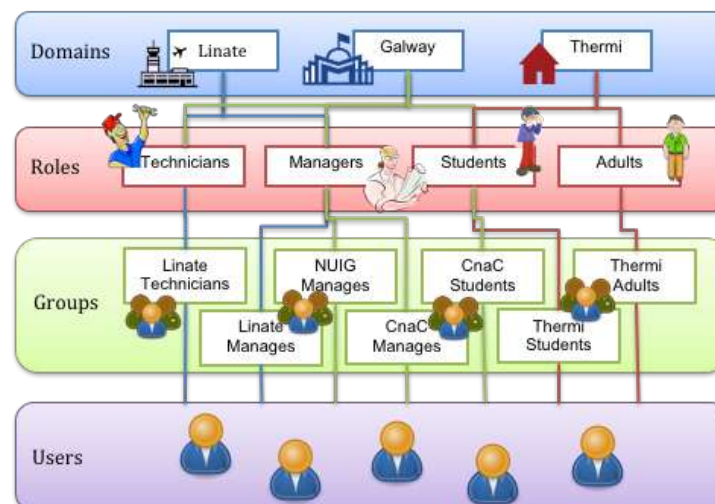 Domains
Linate
Galway
Thermi
Roles
Technicians
Managers
Students
Adults
Groups
Linate
Technicians
NUIG
Manages
CnaC
Students
Thermi
Adults
Linate
Manages
CnaC
Manages
Thermi
Students
Users